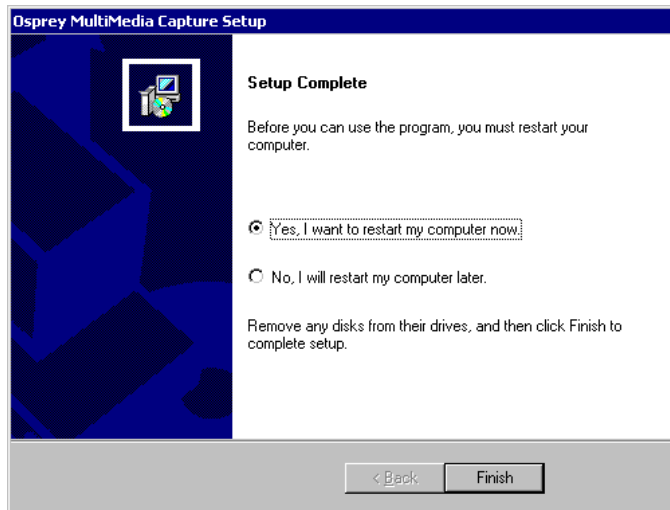 Osprey MultiMedia Capture Setup
Setup Complete
Before you can use the program, you must restart your
computer.
Yes, I want to restart my computer now.
No, I will restart my computer later.
Remove any disks from their drives, and then click Finish to
complete setup.
< Back
Finish